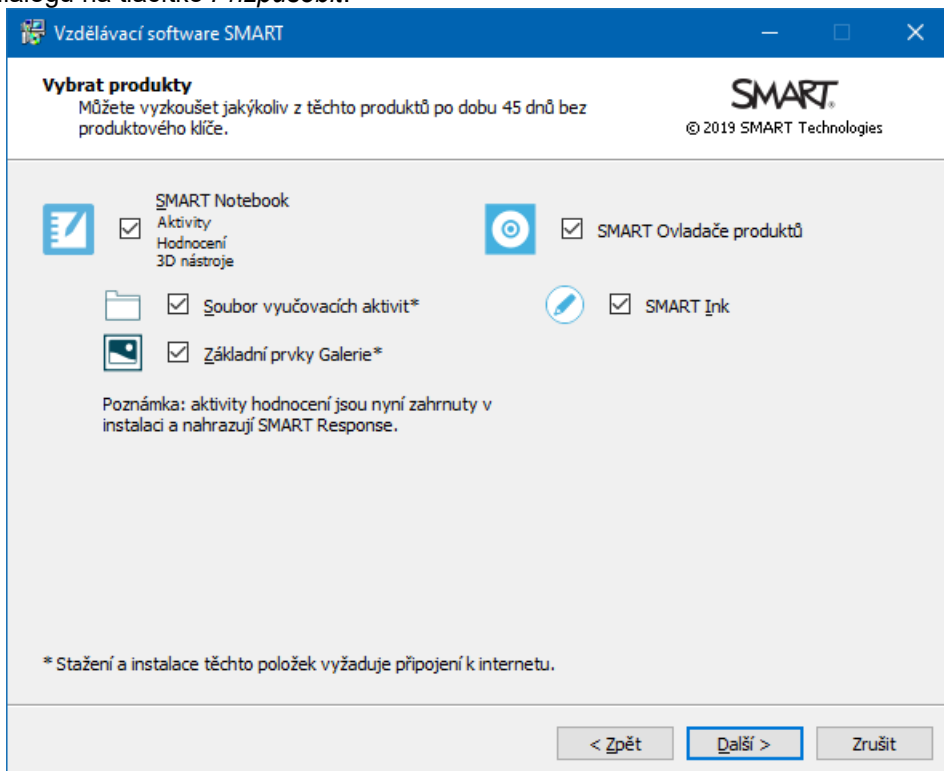 na tlačítko
Vzdělávací software SMART
Vybrat produkty
Můžete vyzkoušet jakýkoliv z těchto produktů po dobu 45 dnů bez
produktového klíče.
SMART®
© 2019 SMART Technologies
SMART Notebook
Aktivity
Hodnocení
3D nástroje
SMART Ovladače produktů
Soubor vyučovacích aktivit*
SMART Ink
Základní prvky Galerie*
Poznámka: aktivity hodnocení jsou nyní zahrnuty v
instalaci a nahrazují SMART Response.
* Stažení a instalace těchto položek vyžaduje připojení k internetu.
< Zpět
Další >
Zrušit